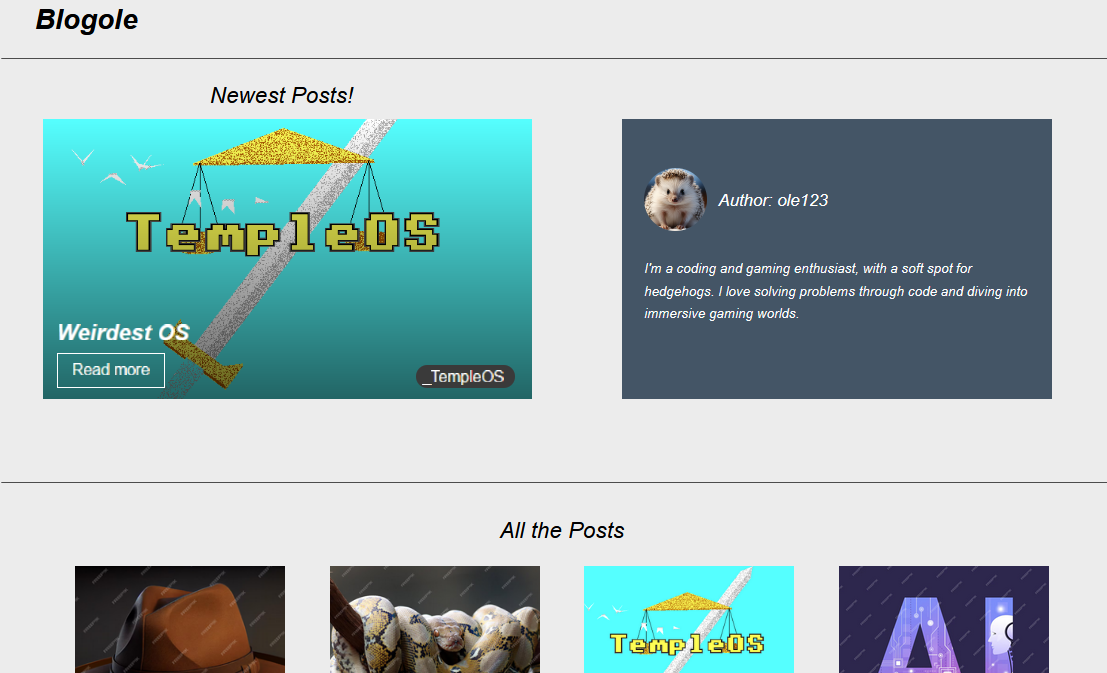 Blogole
Newest Posts!
TempleOS
Weirdest OS
Read more
_TempleOS
Author: ole123
I'm a coding and gaming enthusiast, with a soft spot for
hedgehogs. I love solving problems through code and diving into
immersive gaming worlds.
All the Posts
TempleOS
AI